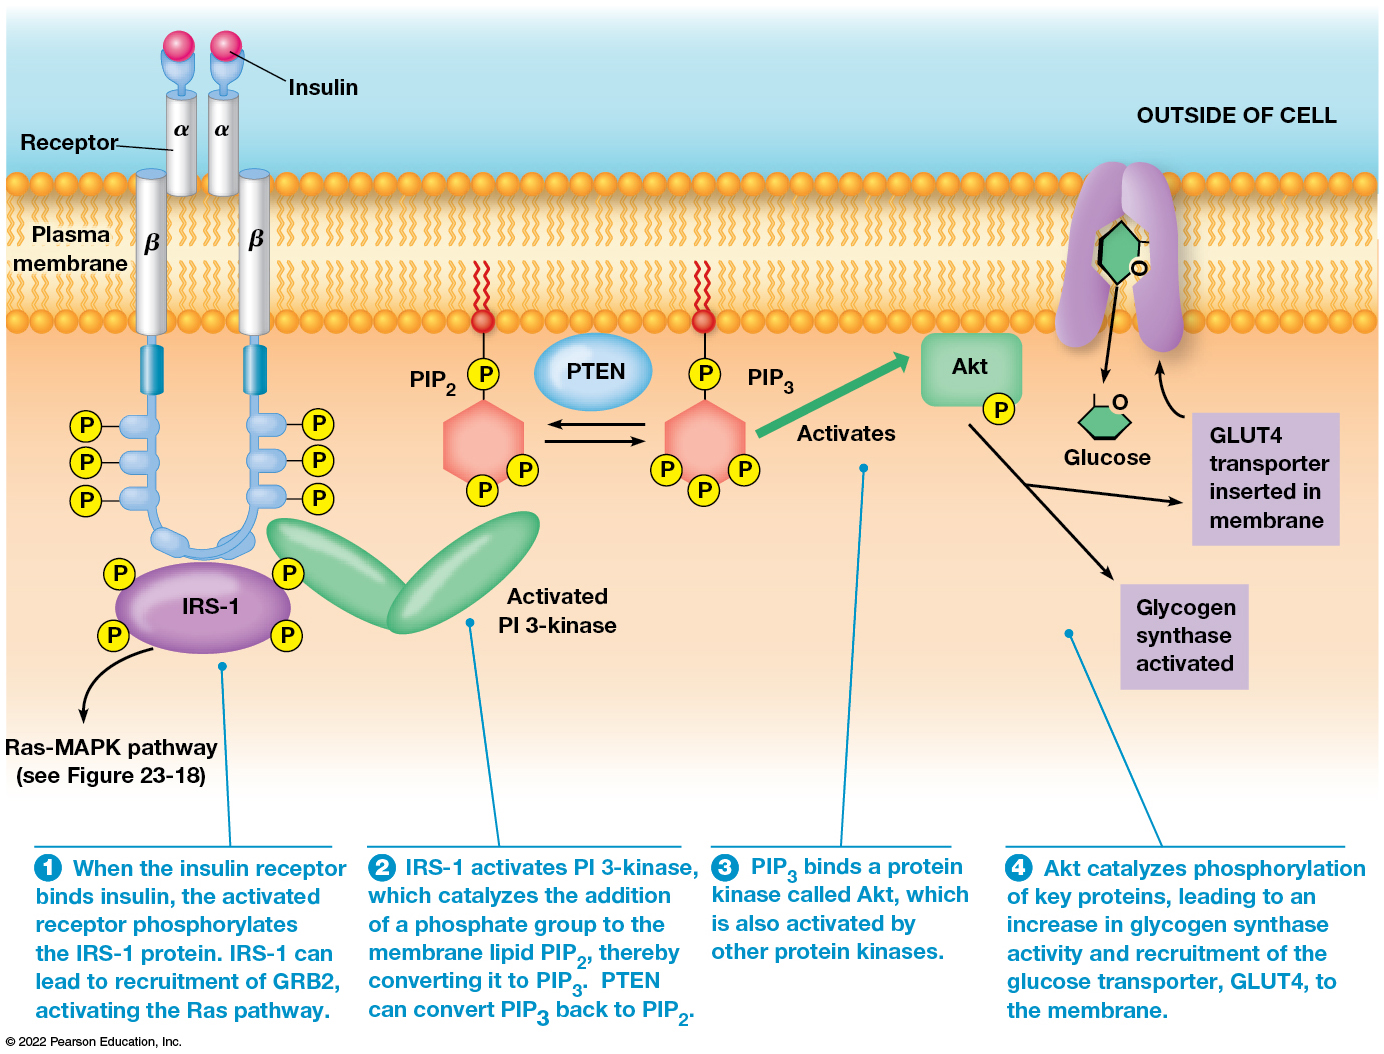 Insulin
OUTSIDE OF CELL
Receptor
α
α
Plasma
membrane
β
β
PIP2
P
PTEN
P
PIP3
Akt
P
Activates
P
P
P
P
P
P
P
P
P
P
P
O
O
Glucose
GLUT4
transporter
inserted in
membrane
P
P
P
P
IRS-1
Activated
PI 3-kinase
Glycogen
synthase
activated
Ras-MAPK pathway
(see Figure 23-18)
1 When the insulin receptor
binds insulin, the activated
receptor phosphorylates
the IRS-1 protein. IRS-1 can
lead to recruitment of GRB2,
activating the Ras pathway.
2 IRS-1 activates PI 3-kinase,
which catalyzes the addition
of a phosphate group to the
membrane lipid PIP2, thereby
converting it to PIP3. PTEN
can convert PIP3 back to PIP2.
3 PIP3 binds a protein
kinase called Akt, which
is also activated by
other protein kinases.
4 Akt catalyzes phosphorylation
of key proteins, leading to an
increase in glycogen synthase
activity and recruitment of the
glucose transporter, GLUT4, to
the membrane.
© 2022 Pearson Education, Inc.